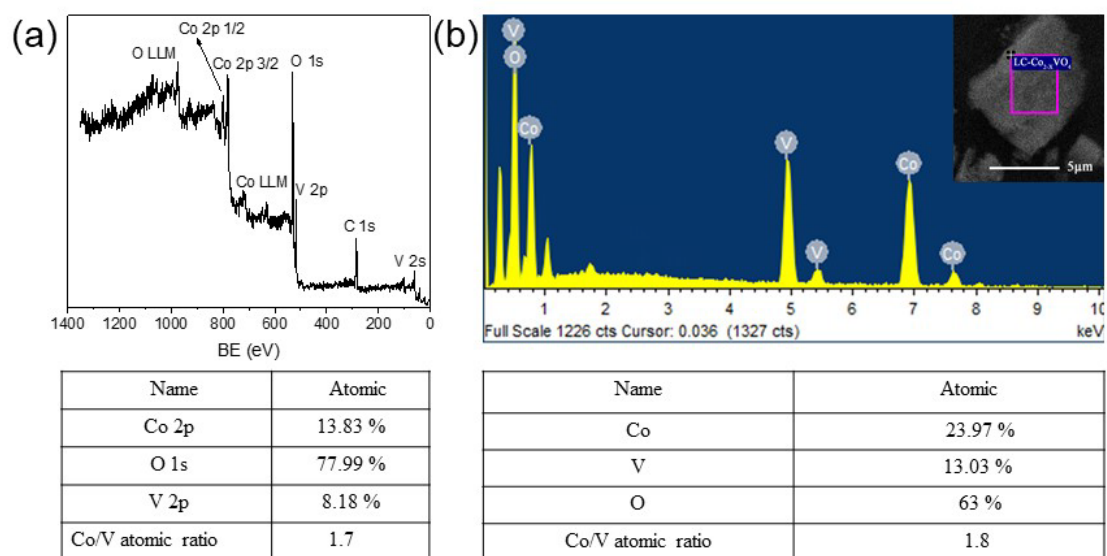 (a)
Co 2p 1/2
O LLM
Co 2p 3/2
O 1s
Co LLM
V 2p
C 1s
V 2s
1400 1200 1000 800 600 400 200 0
BE (eV)
Name Atomic
Co 2p 13.83 %
O 1s 77.99 %
V 2p 8.18 %
Co/V atomic ratio 1.7
(b)
V
O
Co
V
V
Co
Co
LC-Co₂₋ₓVO₄
5μm
1 2 3 4 5 6 7 8 9 10
Full Scale 1226 cts Cursor: 0.036 (1327 cts) keV
Name Atomic
Co 23.97 %
V 13.03 %
O 63 %
Co/V atomic ratio 1.8